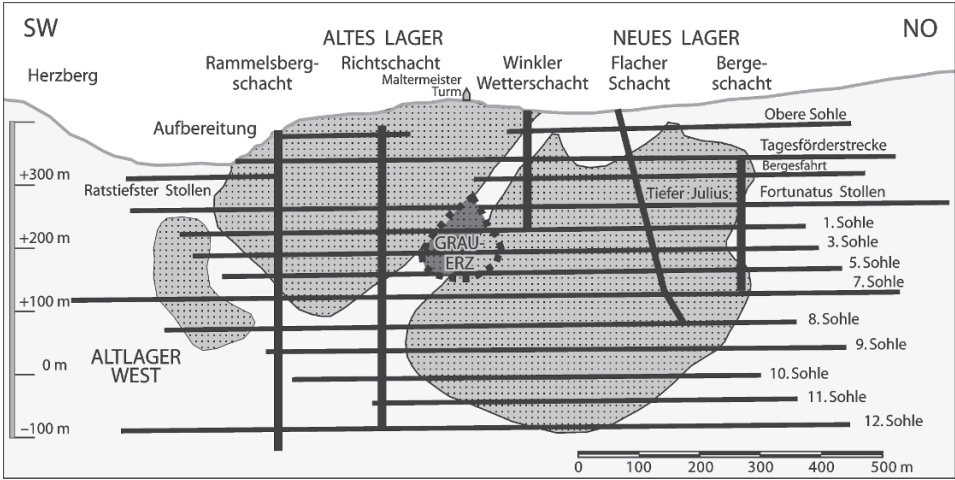 SW
NO
ALTES LAGER
NEUES LAGER
Herzberg
Rammelsberg-
schacht
Richtschacht
Maltermeister
Turm
Winkler
Wetterschacht
Flacher
Schacht
Berge-
schacht
Aufbereitung
Obere Sohle
Tagesförderstrecke
Bergesfahrt
+300 m
Ratstiefster Stollen
Tiefer Julius
Fortunatus Stollen
1. Sohle
+200 m
GRAU-
ERZ
3. Sohle
5. Sohle
7. Sohle
+100 m
8. Sohle
ALTLAGER
WEST
9. Sohle
0 m
10. Sohle
11. Sohle
12. Sohle
−100 m
0 100 200 300 400 500 m